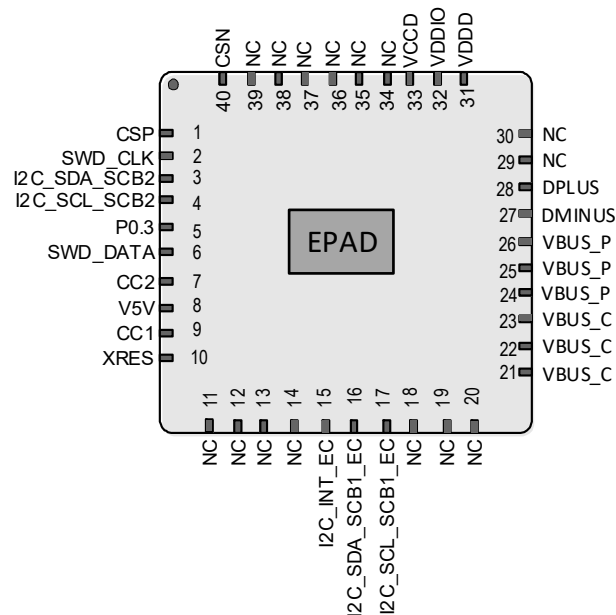 CSN
NC
NC
NC
NC
NC
NC
VCCD
VDDIO
VDDD
40
39
38
37
36
35
34
33
32
31
CSP 1
SWD_CLK 2
I2C_SDA_SCB2 3
I2C_SCL_SCB2 4
P0.3 5
SWD_DATA 6
CC2 7
V5V 8
CC1 9
XRES 10
EPAD
30 NC
29 NC
28 DPLUS
27 DMINUS
26 VBUS_P
25 VBUS_P
24 VBUS_P
23 VBUS_C
22 VBUS_C
21 VBUS_C
11
12
13
14
15
16
17
18
19
20
NC
NC
NC
NC
I2C_INT_EC
I2C_SDA_SCB1_EC
I2C_SCL_SCB1_EC
NC
NC
NC